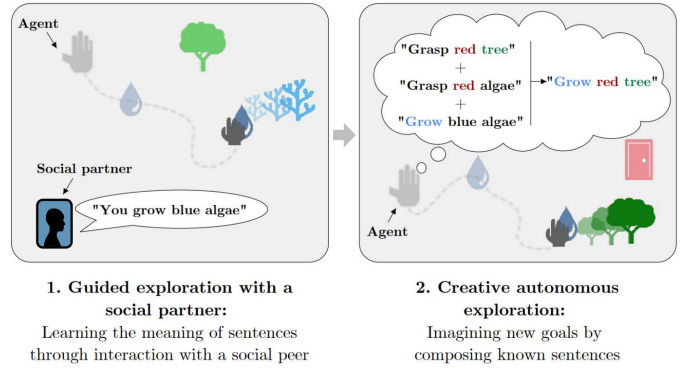 Agent
Social partner
"You grow blue algae"
"Grasp red tree"
+
"Grasp red algae"
+
"Grow blue algae"
"Grow red tree"
Agent
1. Guided exploration with a
social partner:
Learning the meaning of sentences
through interaction with a social peer
2. Creative autonomous
exploration:
Imagining new goals by
composing known sentences